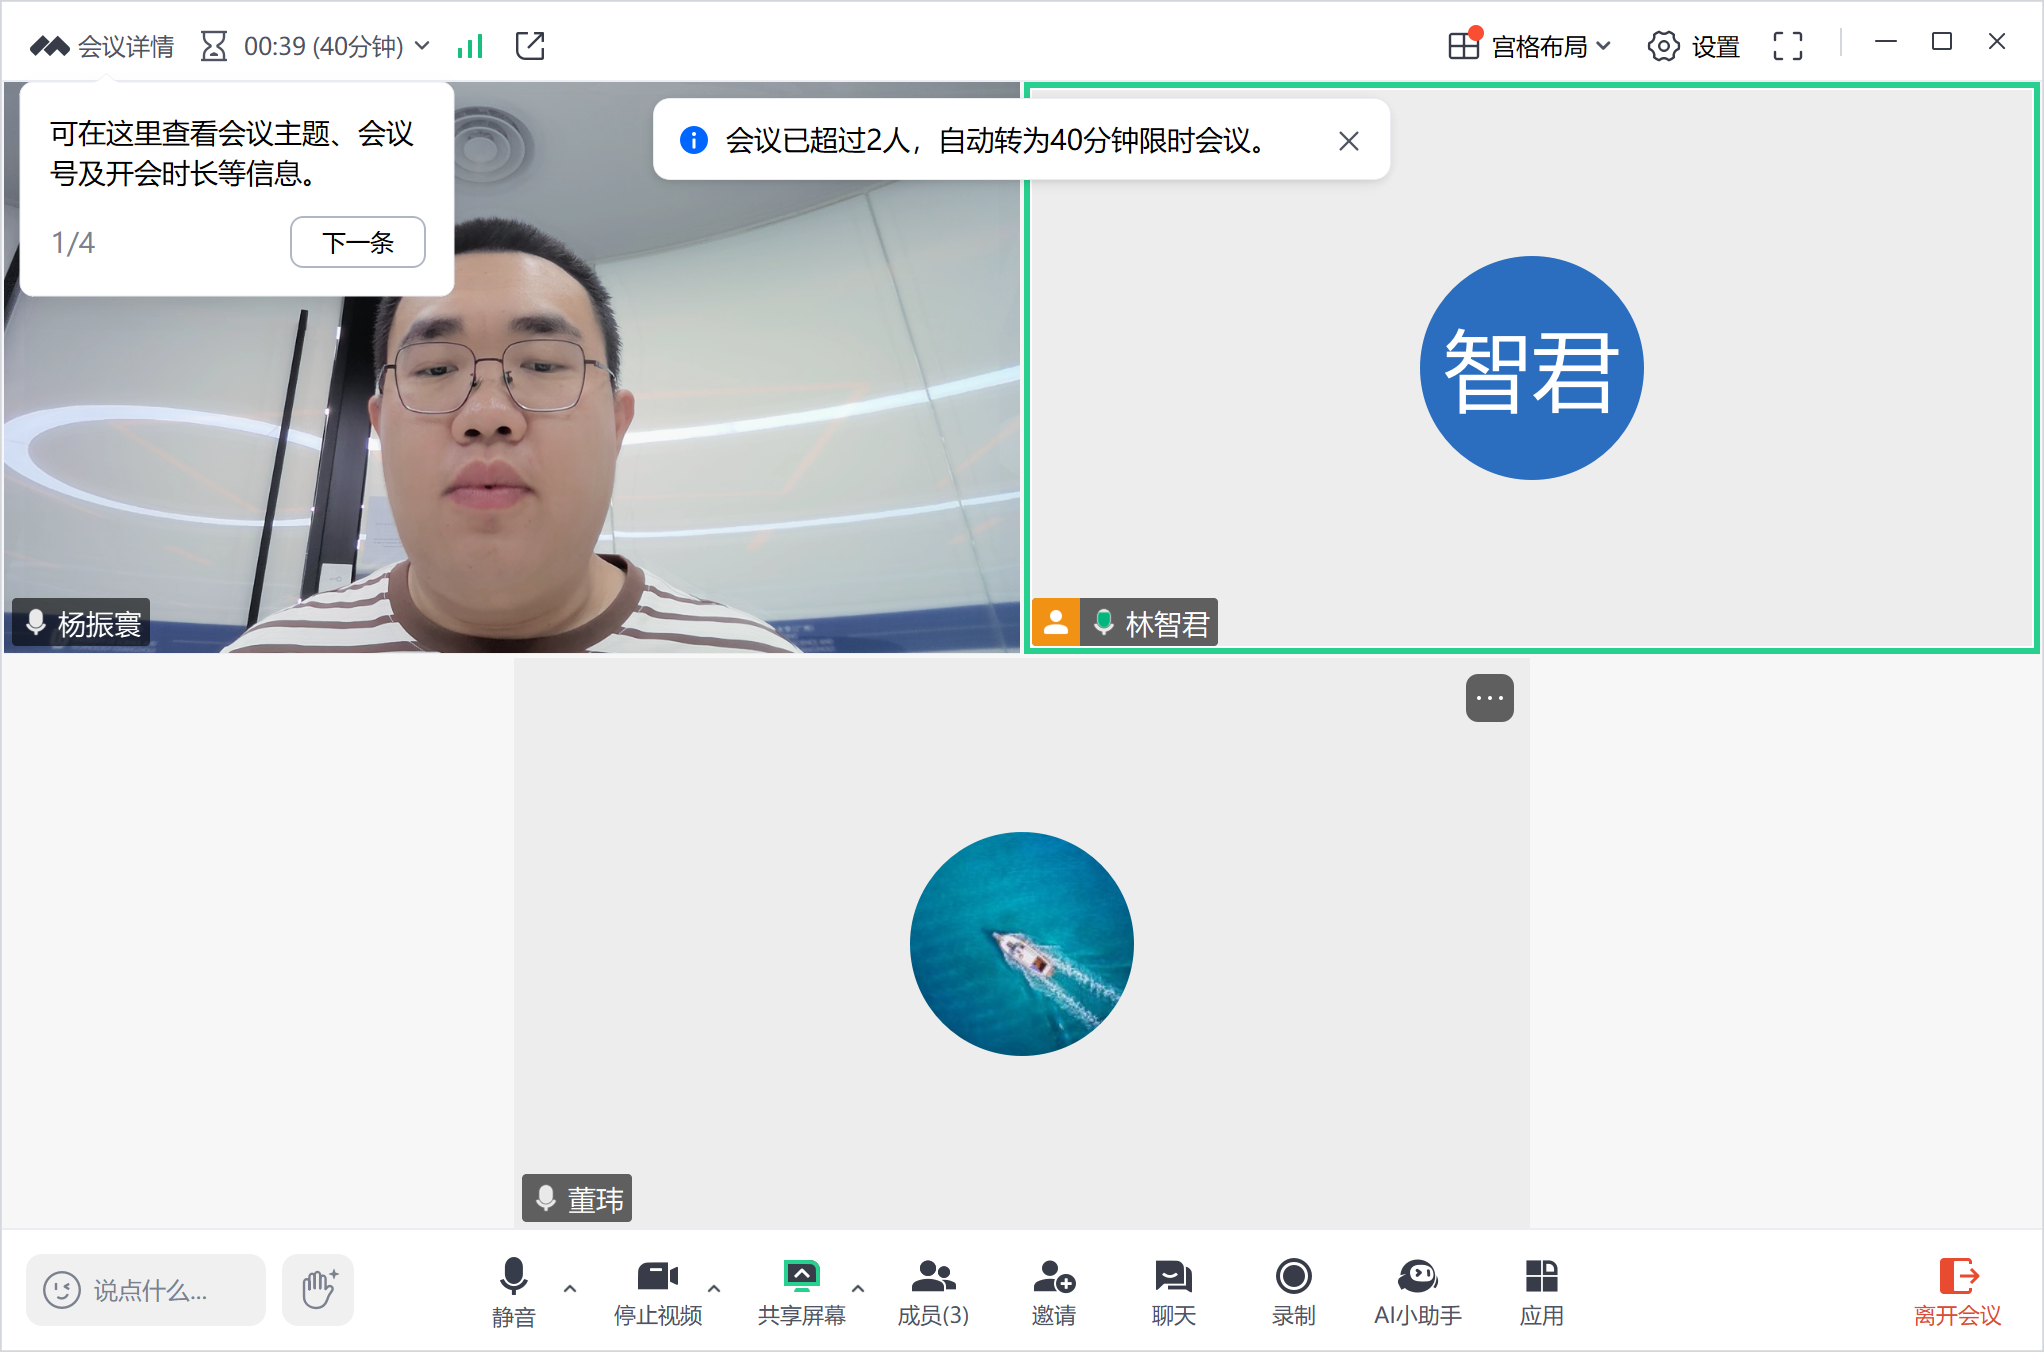 会议详情
00:39 (40分钟)
宫格布局
设置
可在这里查看会议主题、会议
号及开会时长等信息。
1/4
下一条
会议已超过2人，自动转为40分钟限时会议。
智君
杨振寰
林智君
董玮
说点什么...
静音
停止视频
共享屏幕
成员(3)
邀请
聊天
录制
AI小助手
应用
离开会议